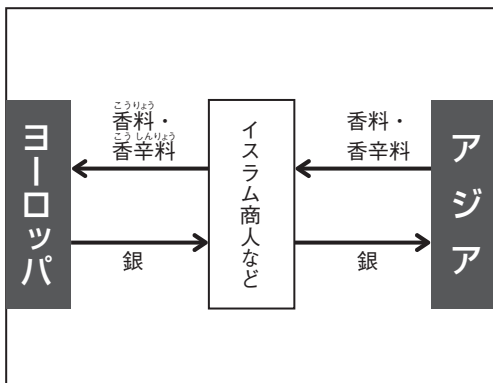 ヨーロッパ
こうりょう
香料・
こうしんりょう
香辛料
銀
イスラム商人など
香料・
香辛料
銀
アジア